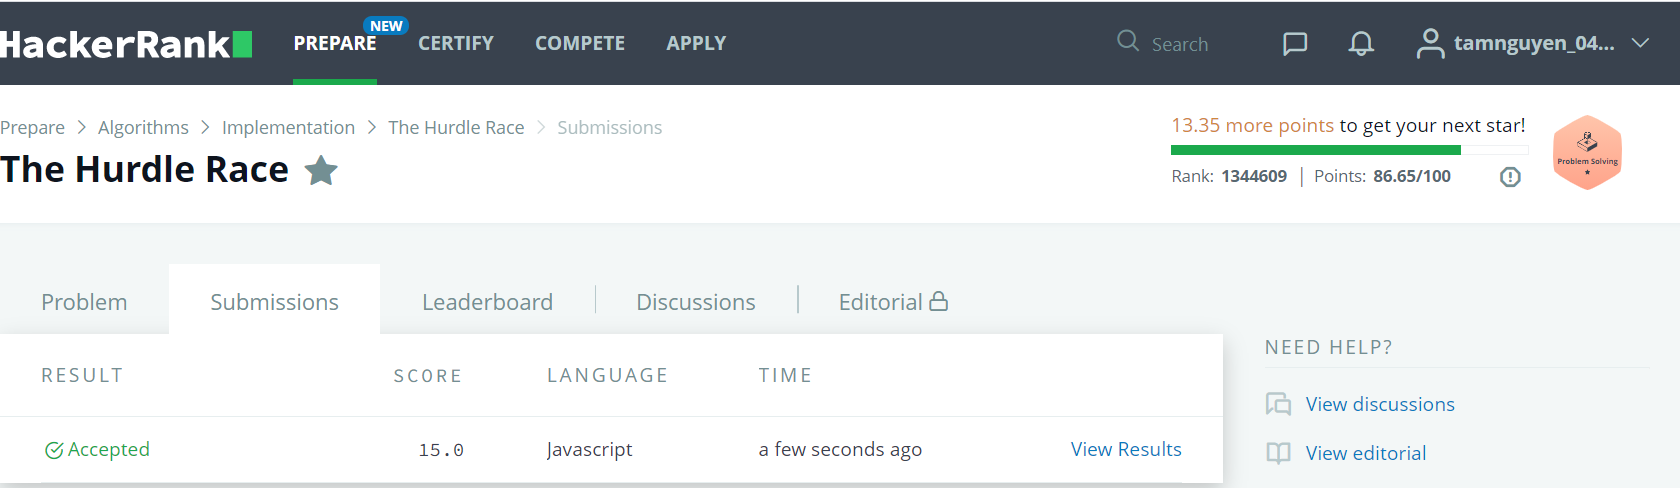 HackerRank PREPARE NEW CERTIFY COMPETE APPLY Search tamnguyen_04...
Prepare > Algorithms > Implementation > The Hurdle Race > Submissions
The Hurdle Race
13.35 more points to get your next star!
Rank: 1344609 | Points: 86.65/100
Problem Solving
Problem Submissions Leaderboard Discussions Editorial
RESULT SCORE LANGUAGE TIME
Accepted 15.0 Javascript a few seconds ago View Results
NEED HELP?
View discussions
View editorial